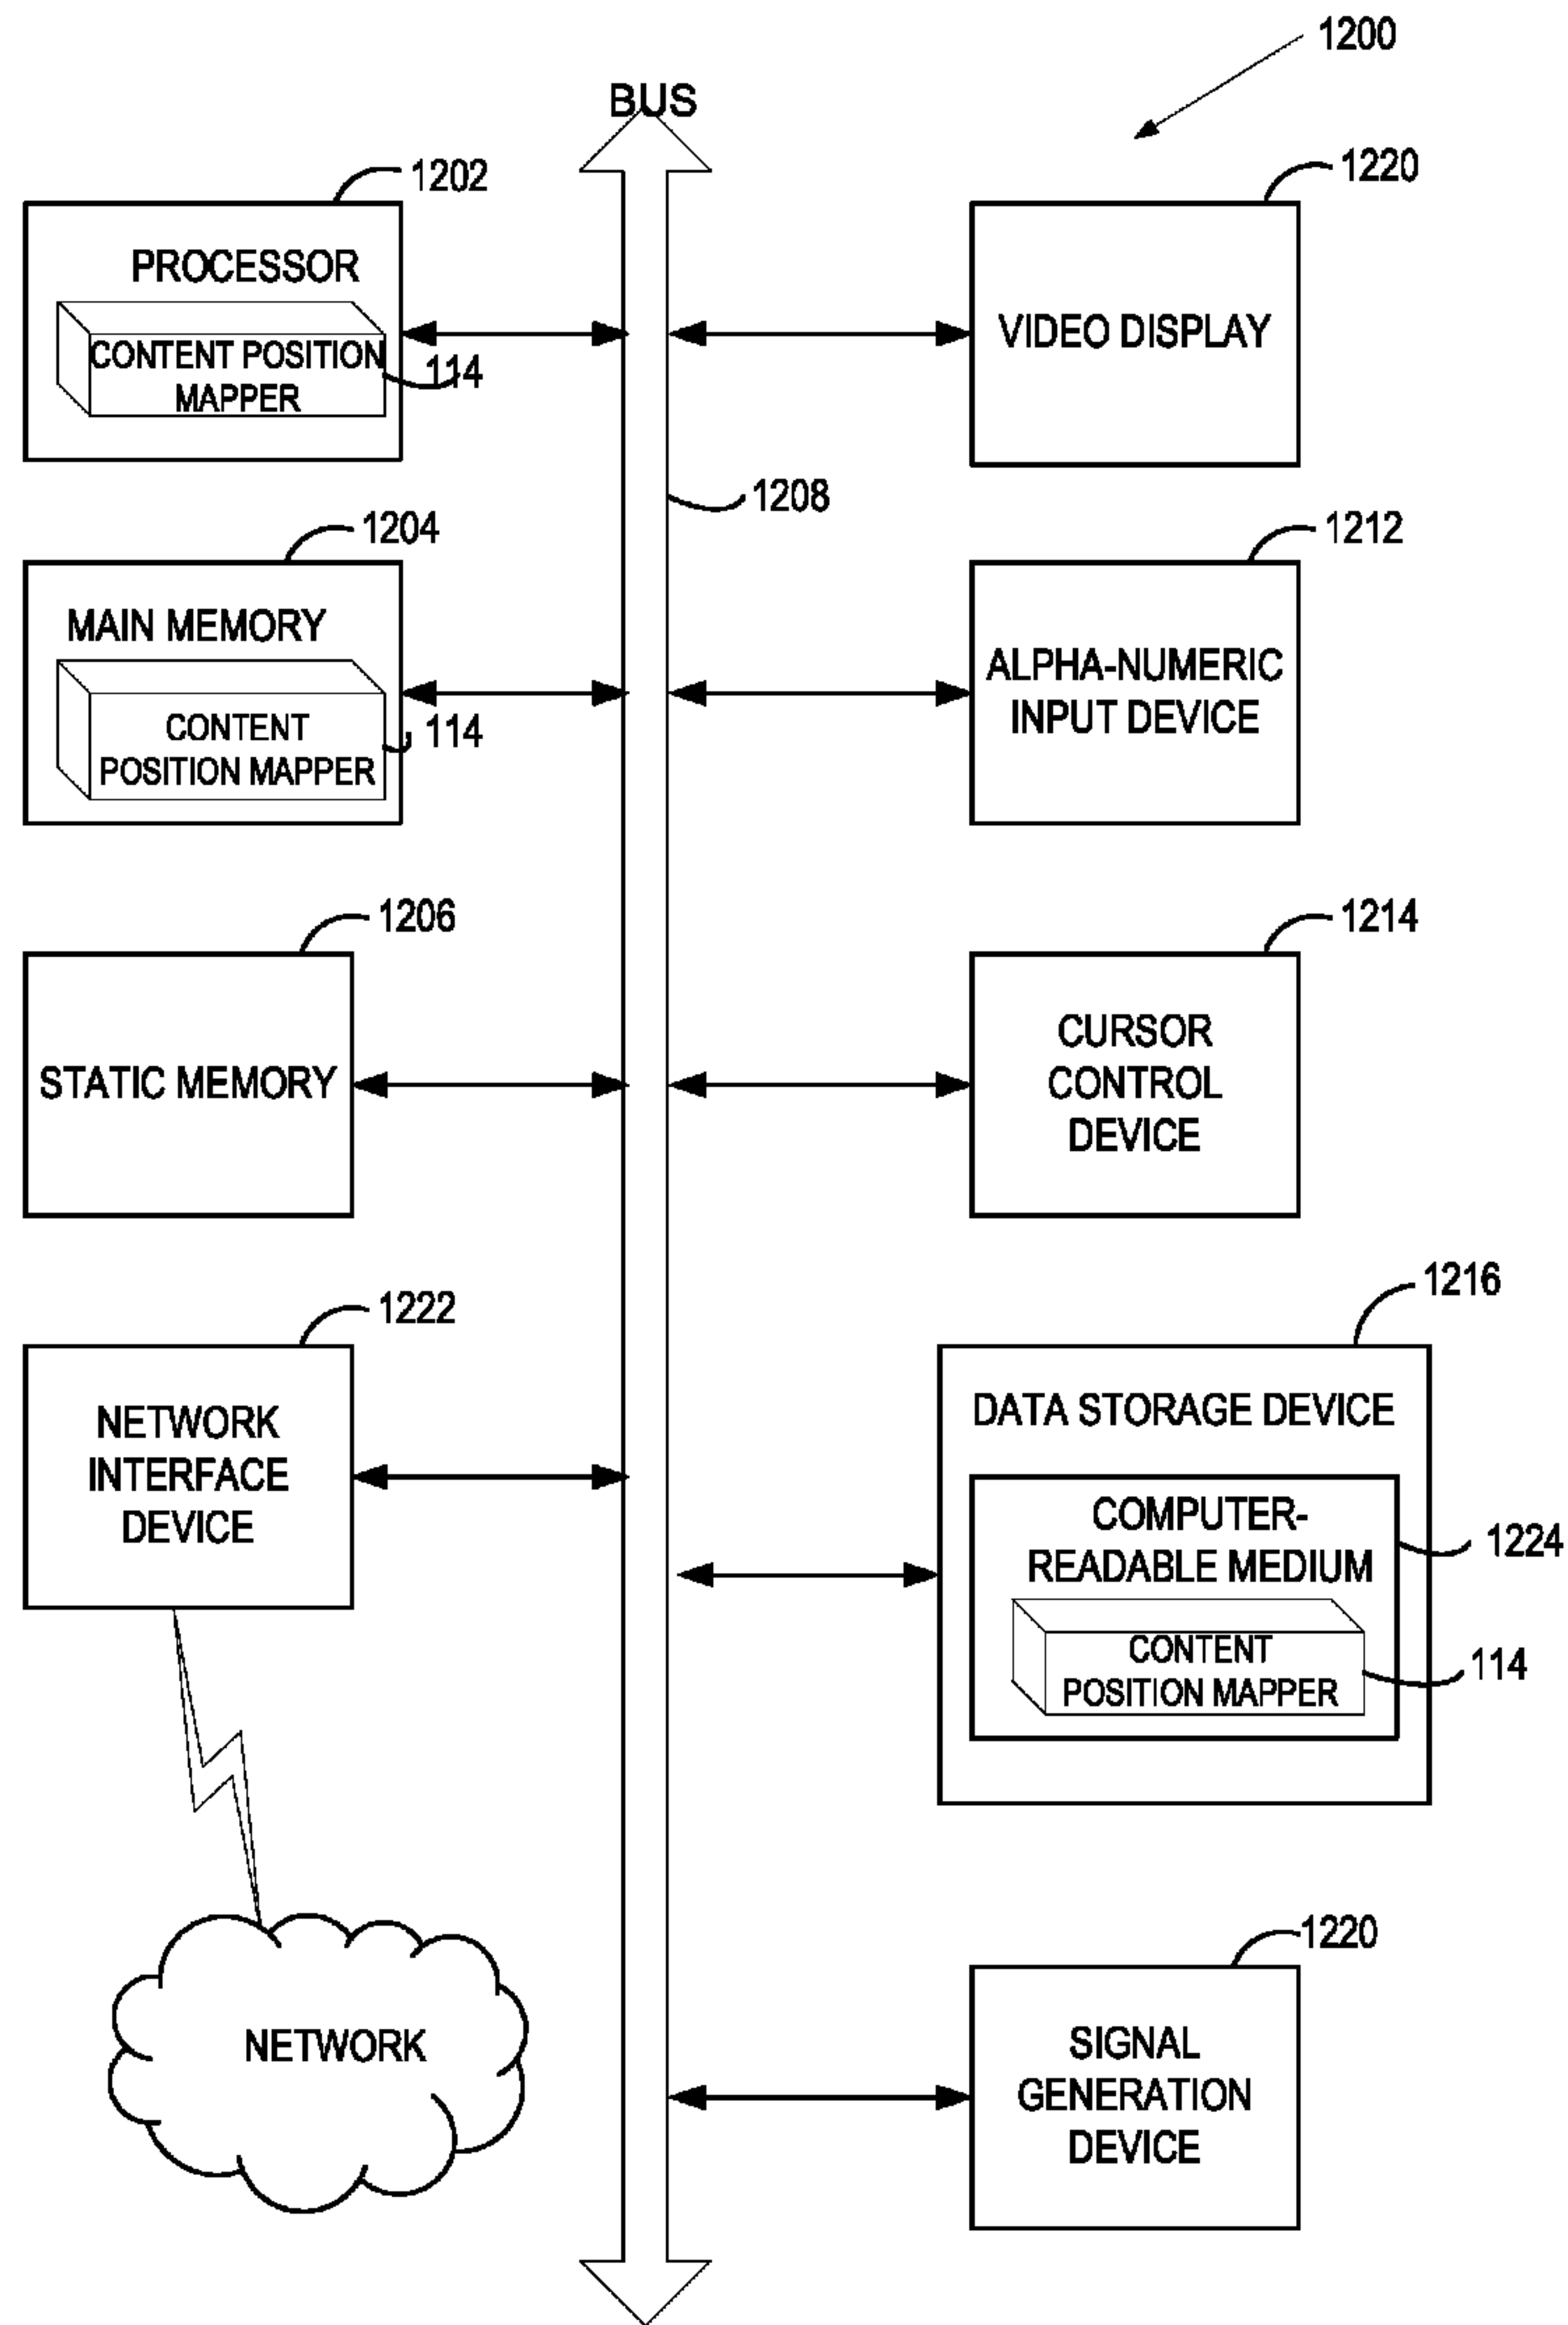 1200
BUS
1202
PROCESSOR
CONTENT POSITION
MAPPER
114
1220
VIDEO DISPLAY
1208
1204
MAIN MEMORY
CONTENT
POSITION MAPPER
114
1212
ALPHA-NUMERIC
INPUT DEVICE
1206
STATIC MEMORY
1214
CURSOR
CONTROL
DEVICE
1222
NETWORK
INTERFACE
DEVICE
1216
DATA STORAGE DEVICE
COMPUTER-
READABLE MEDIUM
1224
CONTENT
POSITION MAPPER
114
NETWORK
1220
SIGNAL
GENERATION
DEVICE